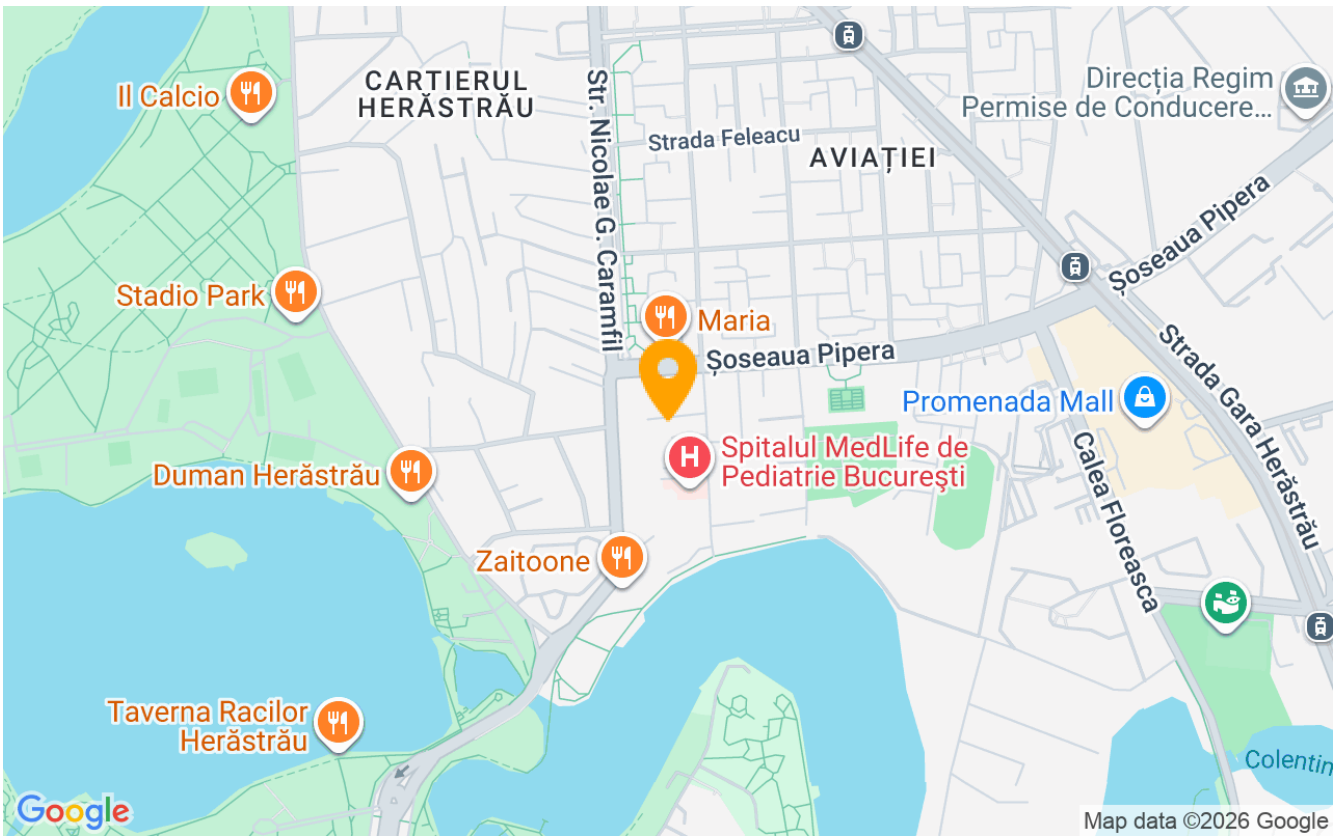 Il Calcio
CARTIERUL
HERĂSTRĂU
Str. Nicolae G. Caramfil
Strada Feleacu
AVIAȚIEI
Direcția Regim
Permise de Conducere...
Șoseaua Pipera
Stadio Park
Maria
Șoseaua Pipera
Strada Gara Herăstrău
Promenada Mall
Calea Floreasca
H
Spitalul MedLife de
Pediatrie Bucureşti
Duman Herăstrău
Zaitoone
Taverna Racilor
Herăstrău
Colentin
Google
Map data ©2026 Google